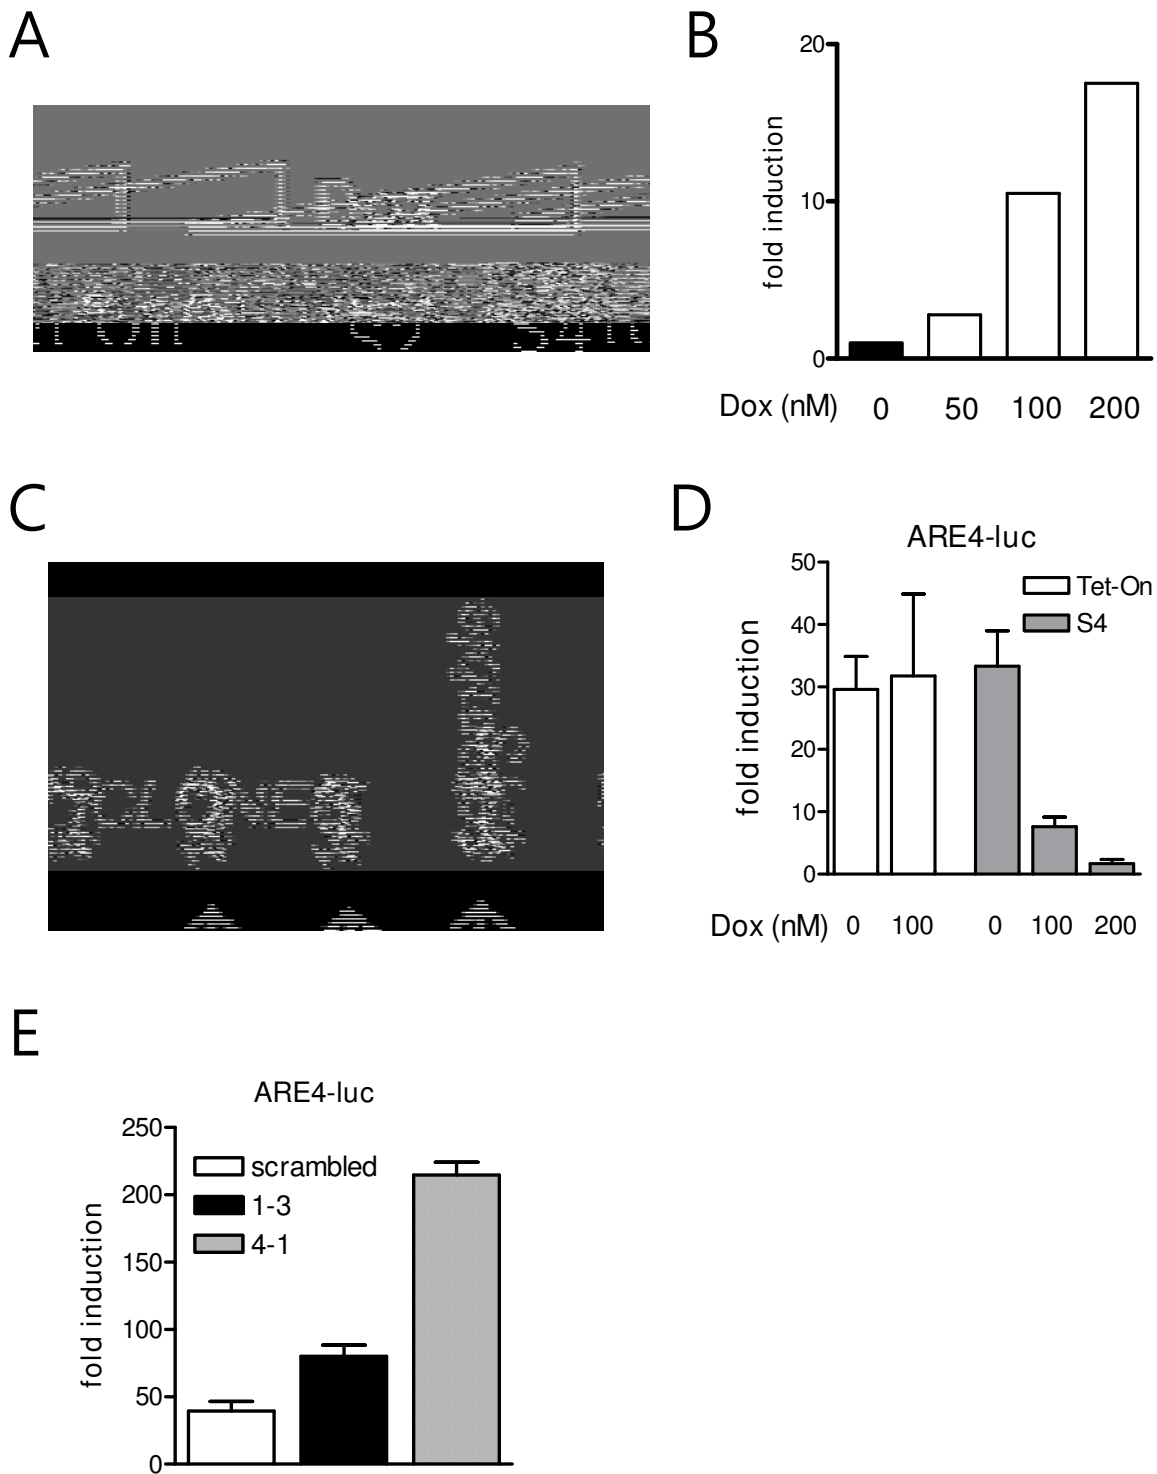 A
B
20
10
0
fold induction
Dox (nM) 0 50 100 200
C
D
ARE4-luc
50
40
30
20
10
0
fold induction
Tet-On
S4
Dox (nM) 0 100 0 100 200
E
ARE4-luc
250
200
150
100
50
0
fold induction
scrambled
1-3
4-1